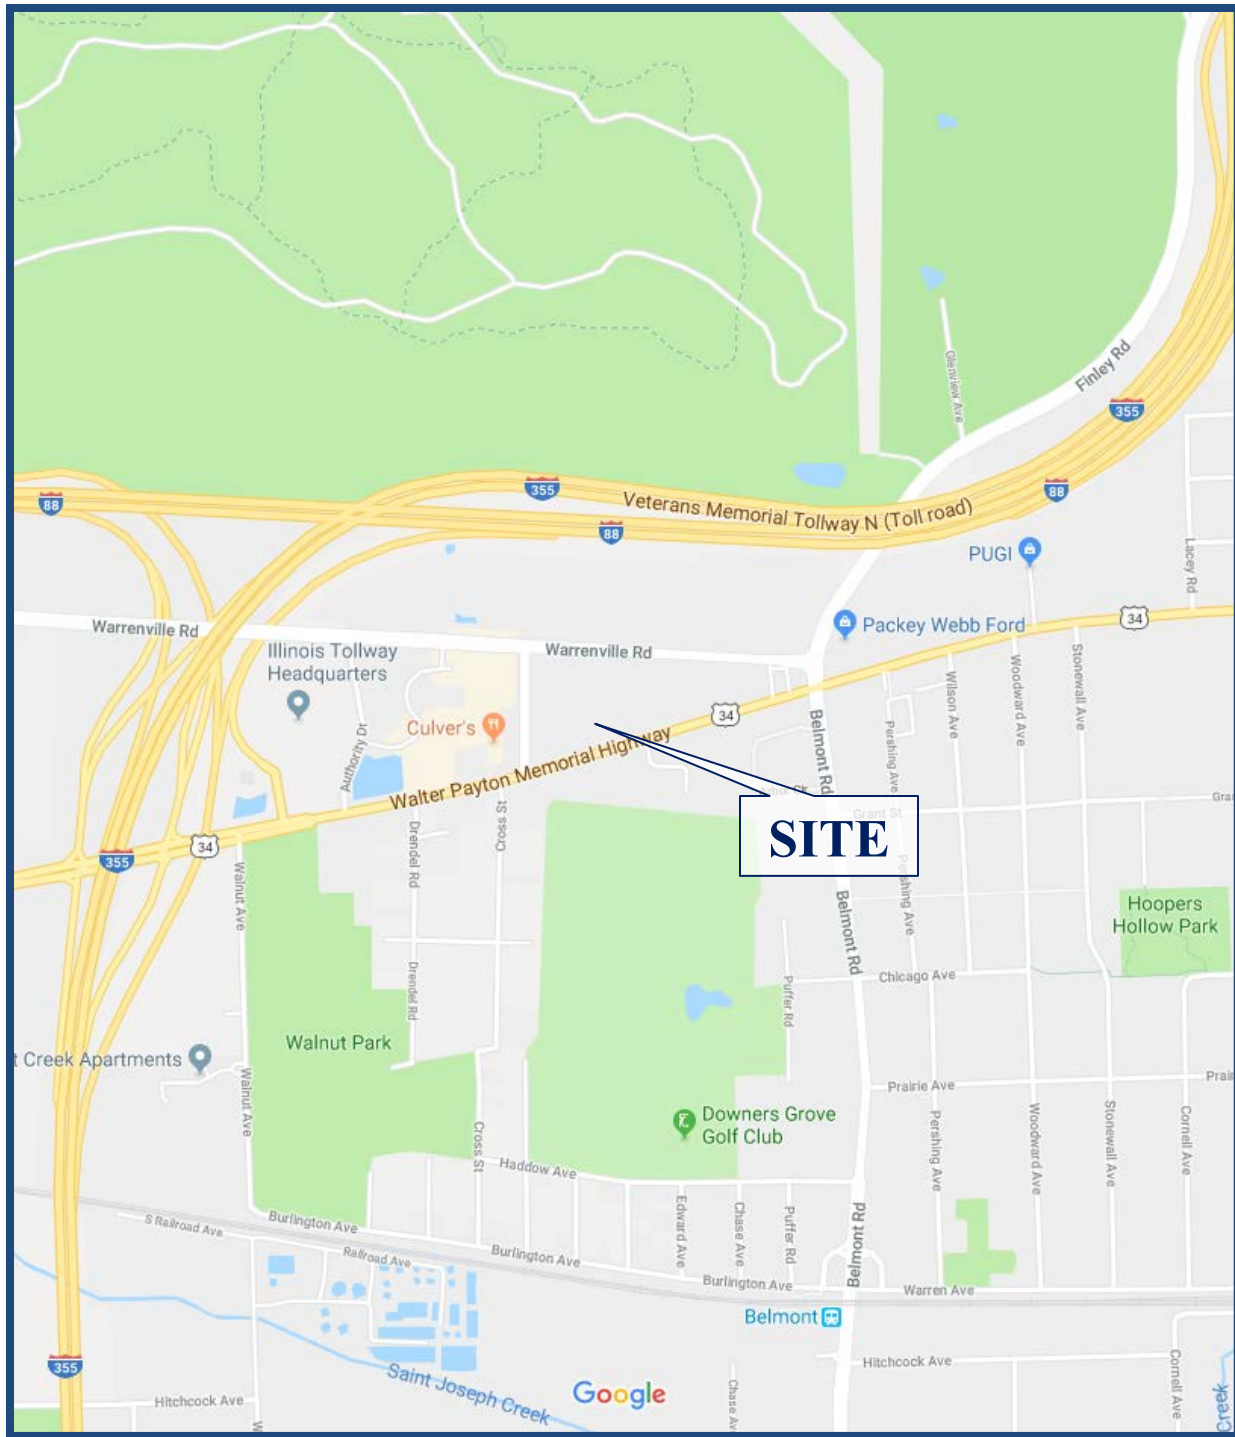 Glenview Ave
Finley Rd
355
88
355
88
Veterans Memorial Tollway N (Toll road)
88
PUGI
Lacey Rd
34
Warrenville Rd
Packey Webb Ford
Illinois Tollway
Headquarters
Warrenville Rd
Wilson Ave
Woodward Ave
Stonewall Ave
Culver's
Authority Dr
34
Walter Payton Memorial Highway
Belmont Rd
Pershing Ave
Grant St
Gra
SITE
355
34
Drendel Rd
Cross St
Walnut Ave
Pershing Ave
Belmont Rd
Hoopers
Hollow Park
Drendel Rd
Puffer Rd
Chicago Ave
Walnut Park
t Creek Apartments
Walnut Ave
Prairie Ave
Prair
Downers Grove
Golf Club
Cross St
Haddow Ave
Pershing Ave
Woodward Ave
Stonewall Ave
Cornell Ave
Edward Ave
Chase Ave
Puffer Rd
Belmont Rd
S Railroad Ave
Burlington Ave
Railroad Ave
Burlington Ave
Burlington Ave
Warren Ave
Belmont
355
Saint Joseph Creek
Google
Hitchcock Ave
Hitchcock Ave
W
Chase Av
Cornell Ave
Creek